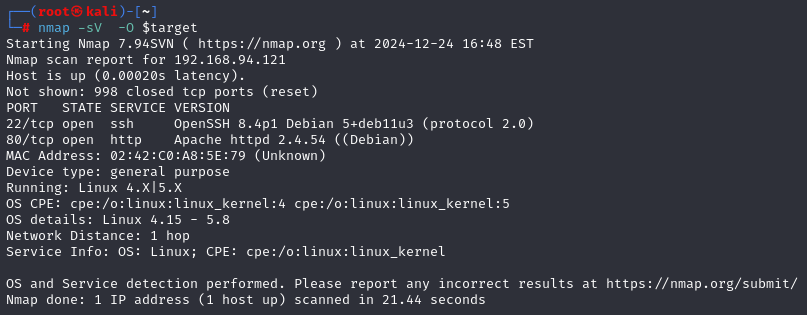 ┌──(root㉿kali)-[~]
└─# nmap -sV  -O $target
Starting Nmap 7.94SVN ( https://nmap.org ) at 2024-12-24 16:48 EST
Nmap scan report for 192.168.94.121
Host is up (0.00020s latency).
Not shown: 998 closed tcp ports (reset)
PORT   STATE SERVICE VERSION
22/tcp open  ssh     OpenSSH 8.4p1 Debian 5+deb11u3 (protocol 2.0)
80/tcp open  http    Apache httpd 2.4.54 ((Debian))
MAC Address: 02:42:C0:A8:5E:79 (Unknown)
Device type: general purpose
Running: Linux 4.X|5.X
OS CPE: cpe:/o:linux:linux_kernel:4 cpe:/o:linux:linux_kernel:5
OS details: Linux 4.15 - 5.8
Network Distance: 1 hop
Service Info: OS: Linux; CPE: cpe:/o:linux:linux_kernel

OS and Service detection performed. Please report any incorrect results at https://nmap.org/submit/
Nmap done: 1 IP address (1 host up) scanned in 21.44 seconds